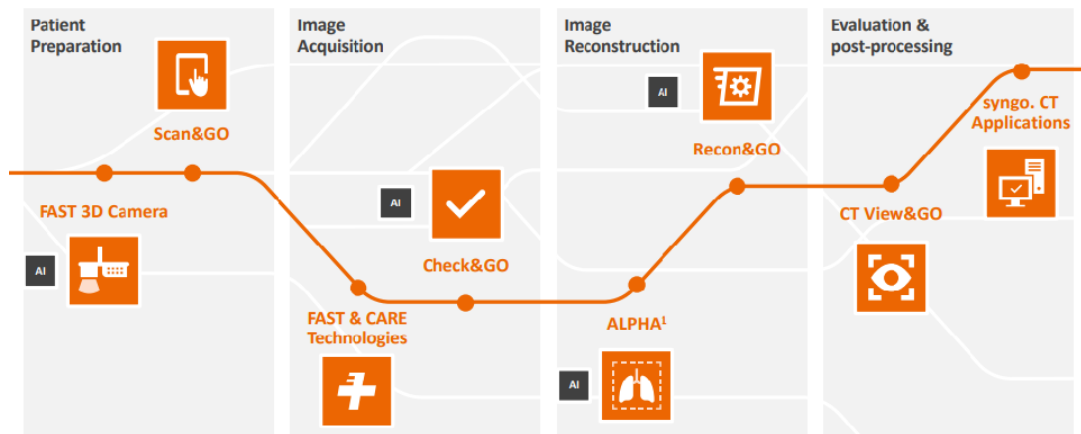 Patient
Preparation
Scan&GO
FAST 3D Camera
AI
Image
Acquisition
AI
Check&GO
FAST & CARE
Technologies
Image
Reconstruction
AI
Recon&GO
ALPHA¹
AI
Evaluation &
post-processing
syngo. CT
Applications
CT View&GO